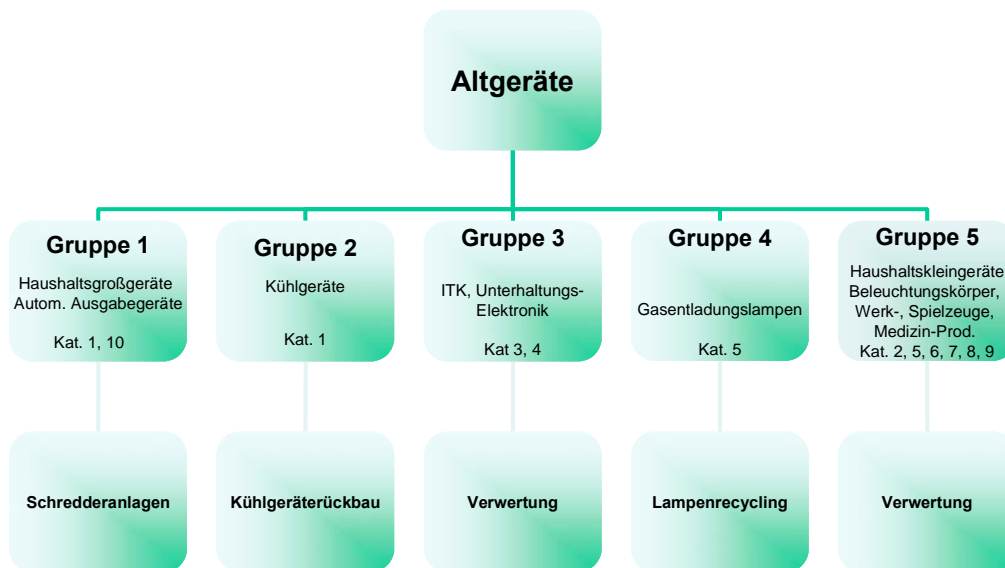 Altgeräte
Gruppe 1
Haushaltsgroßgeräte
Autom. Ausgabegeräte
Kat. 1, 10
Gruppe 2
Kühlgeräte
Kat. 1
Gruppe 3
ITK, Unterhaltungs-
Elektronik
Kat 3, 4
Gruppe 4
Gasentladungslampen
Kat. 5
Gruppe 5
Haushaltskleingeräte
Beleuchtungskörper,
Werk-, Spielzeuge,
Medizin-Prod.
Kat. 2, 5, 6, 7, 8, 9
Schredderanlagen
Kühlgeräterückbau
Verwertung
Lampenrecycling
Verwertung